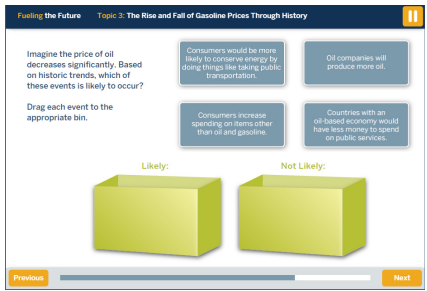 Fueling the Future Topic 3: The Rise and Fall of Gasoline Prices Through History
Imagine the price of oil
decreases significantly. Based
on historic trends, which of
these events is likely to occur?
Drag each event to the
appropriate bin.
Consumers would be more
likely to conserve energy by
doing things like taking public
transportation.
Oil companies will
produce more oil.
Consumers increase
spending on items other
than oil and gasoline.
Countries with an
oil-based economy would
have less money to spend
on public services.
Likely:
Not Likely:
Previous
Next